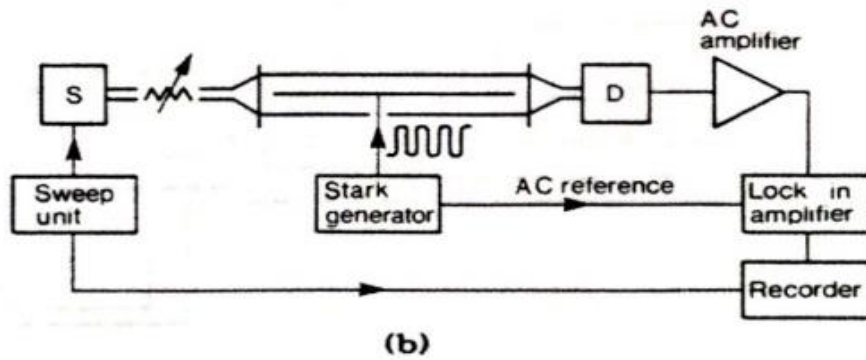 AC
amplifier
S
D
Sweep
unit
Stark
generator
AC reference
Lock in
amplifier
Recorder
(b)